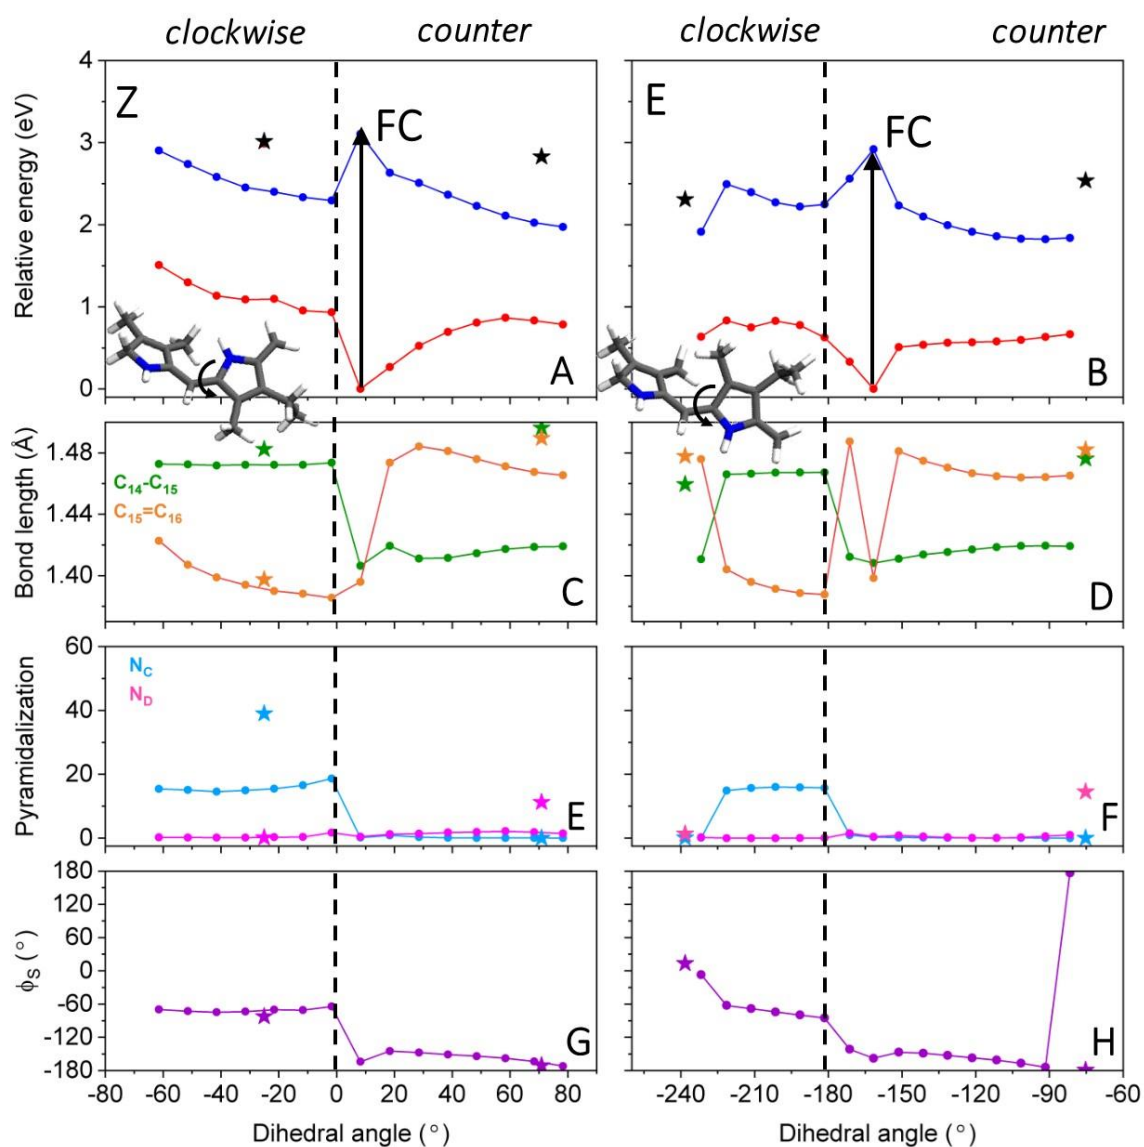 clockwise counter clockwise counter
4
3
2
1
0
Relative energy (eV)
Z
FC
A
E
FC
B
1.48
1.44
1.40
Bond length (Å)
C₁₄-C₁₅
C₁₅=C₁₆
C
D
60
40
20
0
Pyramidalization
N_C
N_D
E
F
180
120
60
0
-60
-120
-180
ϕ_S (°)
G
H
-80 -60 -40 -20 0 20 40 60 80
-240 -210 -180 -150 -120 -90 -60
Dihedral angle (°) Dihedral angle (°)